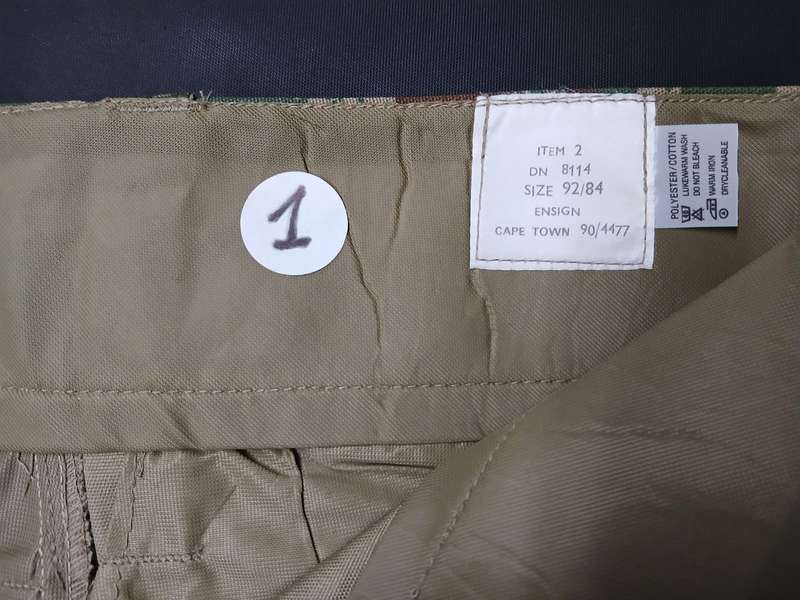 1
ITEM 2
DN 8114
SIZE 92/84
ENSIGN
CAPE TOWN 90/4477
POLYESTER/COTTON
LUKEWARM WASH
DO NOT BLEACH
WARM IRON
DRYCLEANABLE